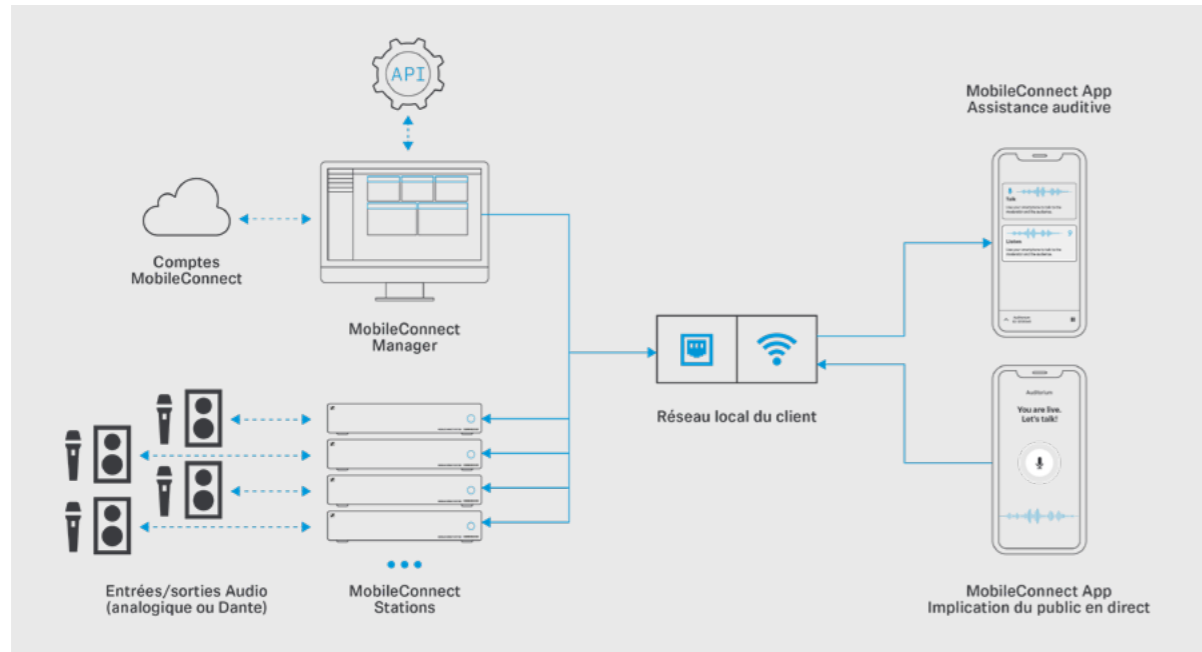 API
MobileConnect App
Assistance auditive
Talk
Listen
Comptes
MobileConnect
MobileConnect
Manager
Réseau local du client
Auditorium
You are live.
Let's talk!
Entrées/sorties Audio
(analogique ou Dante)
MobileConnect
Stations
MobileConnect App
Implication du public en direct